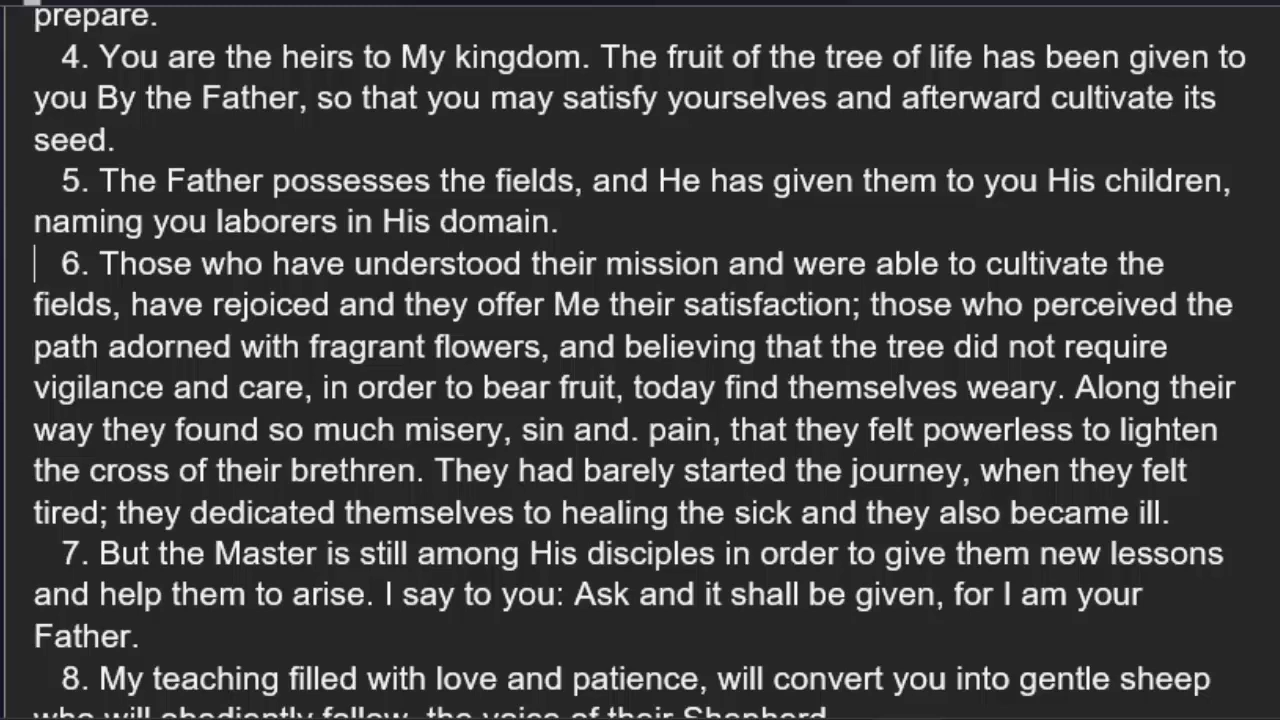 prepare.
4. You are the heirs to My kingdom. The fruit of the tree of life has been given to
you By the Father, so that you may satisfy yourselves and afterward cultivate its
seed.
5. The Father possesses the fields, and He has given them to you His children,
naming you laborers in His domain.
6. Those who have understood their mission and were able to cultivate the
fields, have rejoiced and they offer Me their satisfaction; those who perceived the
path adorned with fragrant flowers, and believing that the tree did not require
vigilance and care, in order to bear fruit, today find themselves weary. Along their
way they found so much misery, sin and. pain, that they felt powerless to lighten
the cross of their brethren. They had barely started the journey, when they felt
tired; they dedicated themselves to healing the sick and they also became ill.
7. But the Master is still among His disciples in order to give them new lessons
and help them to arise. I say to you: Ask and it shall be given, for I am your
Father.
8. My teaching filled with love and patience, will convert you into gentle sheep
who will obediently follow, the voice of their Shepherd.